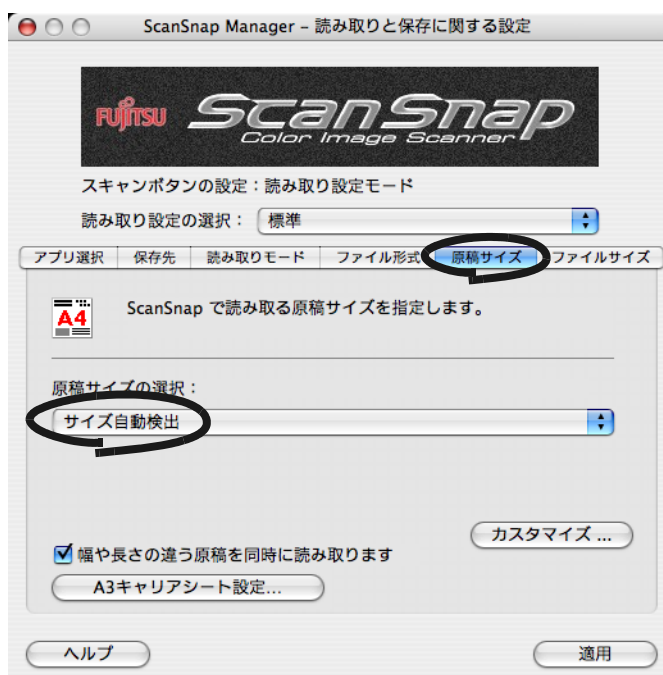 ScanSnap Manager – 読み取りと保存に関する設定
FUJITSU ScanSnap
Color Image Scanner
スキャンボタンの設定：読み取り設定モード
読み取り設定の選択： 標準
アプリ選択 保存先 読み取りモード ファイル形式 原稿サイズ ファイルサイズ
A4 ScanSnap で読み取る原稿サイズを指定します。
原稿サイズの選択：
サイズ自動検出
カスタマイズ ...
幅や長さの違う原稿を同時に読み取ります
A3キャリアシート設定...
ヘルプ 適用